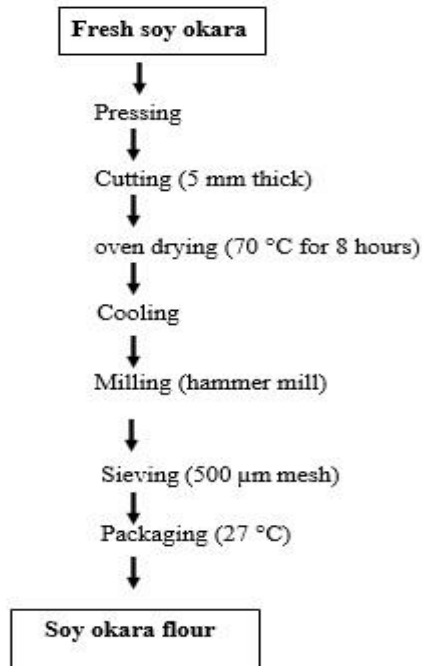 Fresh soy okara
Pressing
Cutting (5 mm thick)
oven drying (70 °C for 8 hours)
Cooling
Milling (hammer mill)
Sieving (500 µm mesh)
Packaging (27 °C)
Soy okara flour